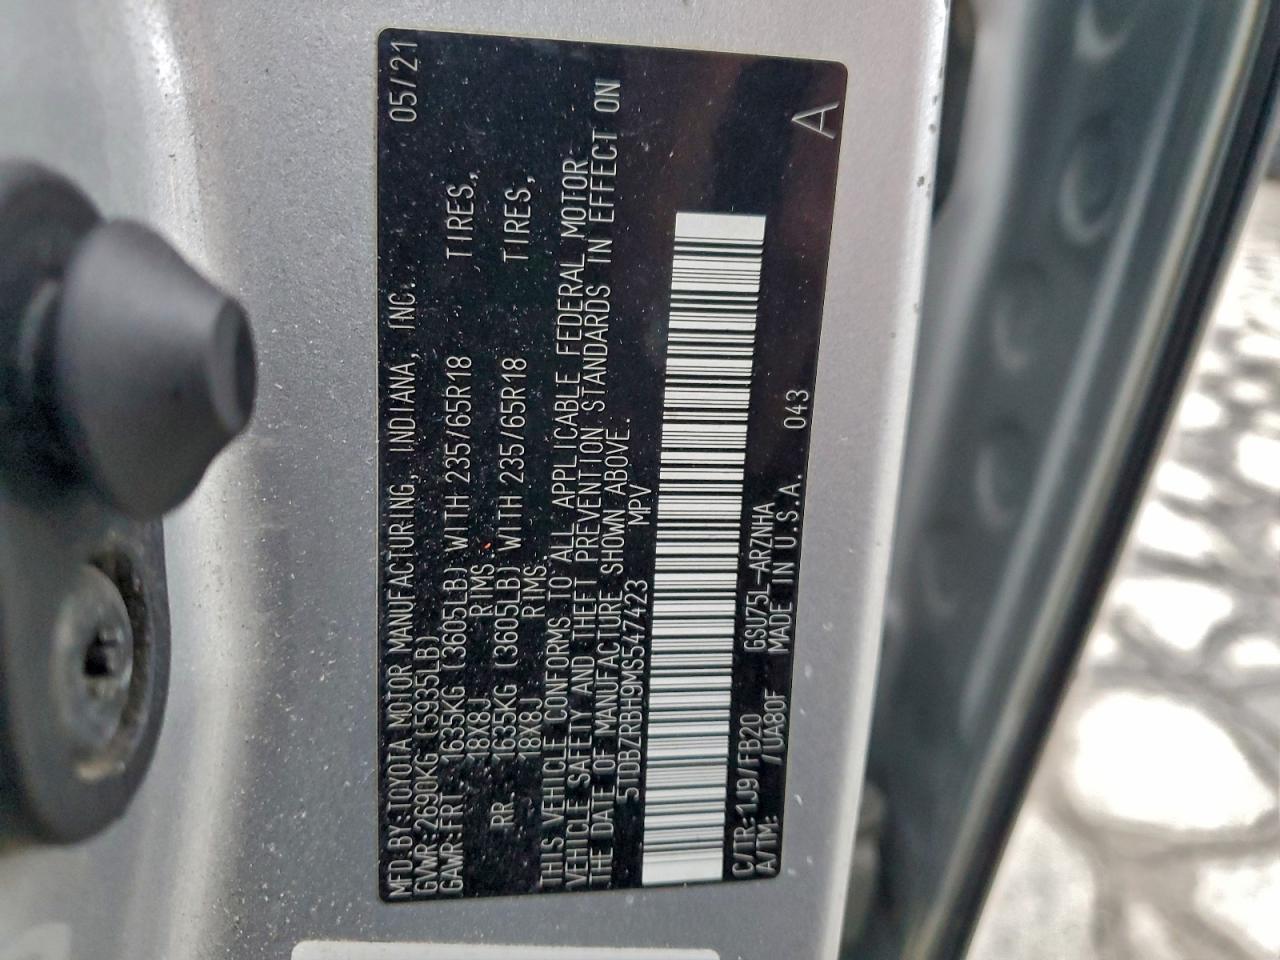 MFD.BY:TOYOTA MOTOR MANUFACTURING, INDIANA, INC. 05/21
GVWR:2690KG (5935LB)
GAWR:FRT. 1635KG (3605LB) WITH 235/65R18 TIRES,
18X8J RIMS.
RR. 1635KG (3605LB) WITH 235/65R18 TIRES,
18X8J RIMS.
THIS VEHICLE CONFORMS TO ALL APPLICABLE FEDERAL MOTOR
VEHICLE SAFETY AND THEFT PREVENTION STANDARDS IN EFFECT ON
THE DATE OF MANUFACTURE SHOWN ABOVE.
5TDBZRBH9MS547423 MPV
C/TR:1J9/FB20 GSU75L-ARZNHA
A/TM: /UA80F MADE IN U.S.A. 043
A